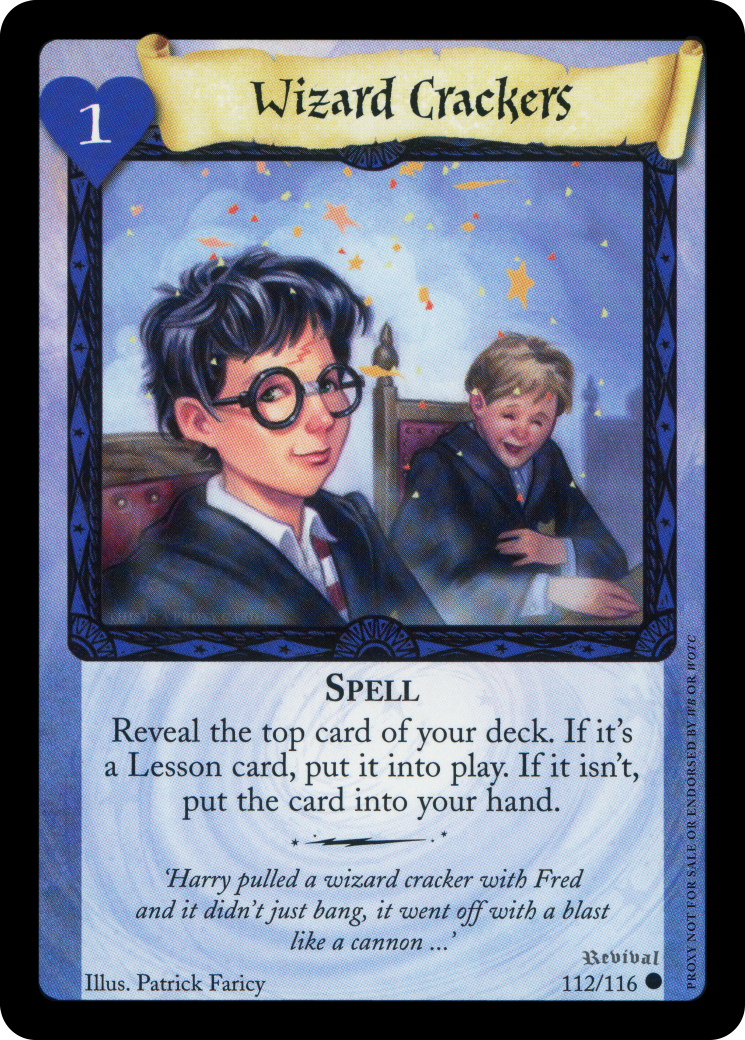 Wizard Crackers
1
SPELL
Reveal the top card of your deck. If it's
a Lesson card, put it into play. If it isn't,
put the card into your hand.
‘Harry pulled a wizard cracker with Fred
and it didn't just bang, it went off with a blast
like a cannon ...’
Revival
Illus. Patrick Faricy
112/116
PROXY NOT FOR SALE OR ENDORSED BY WB OR WOTC